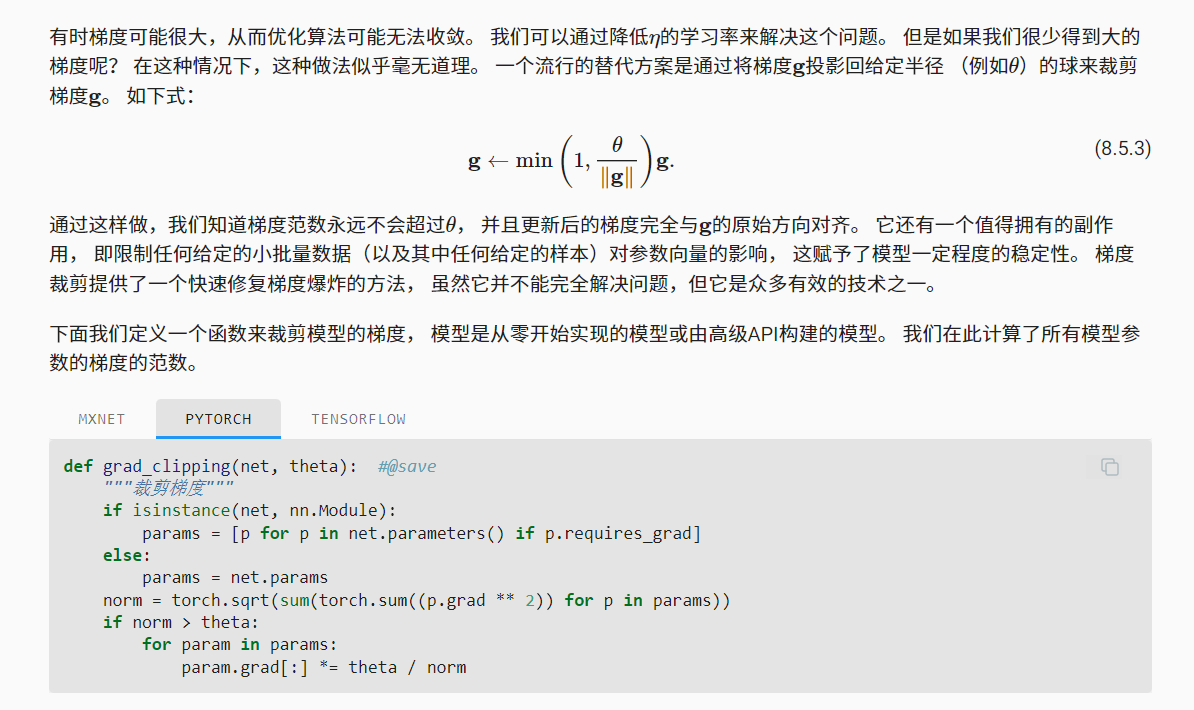 有时梯度可能很大，从而优化算法可能无法收敛。 我们可以通过降低η的学习率来解决这个问题。 但是如果我们很少得到大的
梯度呢？ 在这种情况下，这种做法似乎毫无道理。 一个流行的替代方案是通过将梯度g投影回给定半径 （例如θ）的球来裁剪
梯度g。 如下式：
g ← min (1, θ/‖g‖) g.
(8.5.3)
通过这样做，我们知道梯度范数永远不会超过θ， 并且更新后的梯度完全与g的原始方向对齐。 它还有一个值得拥有的副作
用， 即限制任何给定的小批量数据（以及其中任何给定的样本）对参数向量的影响， 这赋予了模型一定程度的稳定性。 梯度
裁剪提供了一个快速修复梯度爆炸的方法， 虽然它并不能完全解决问题，但它是众多有效的技术之一。
下面我们定义一个函数来裁剪模型的梯度， 模型是从零开始实现的模型或由高级API构建的模型。 我们在此计算了所有模型参
数的梯度的范数。
MXNET PYTORCH TENSORFLOW
def grad_clipping(net, theta):  #@save
    """裁剪梯度"""
    if isinstance(net, nn.Module):
        params = [p for p in net.parameters() if p.requires_grad]
    else:
        params = net.params
    norm = torch.sqrt(sum(torch.sum((p.grad ** 2)) for p in params))
    if norm > theta:
        for param in params:
            param.grad[:] *= theta / norm